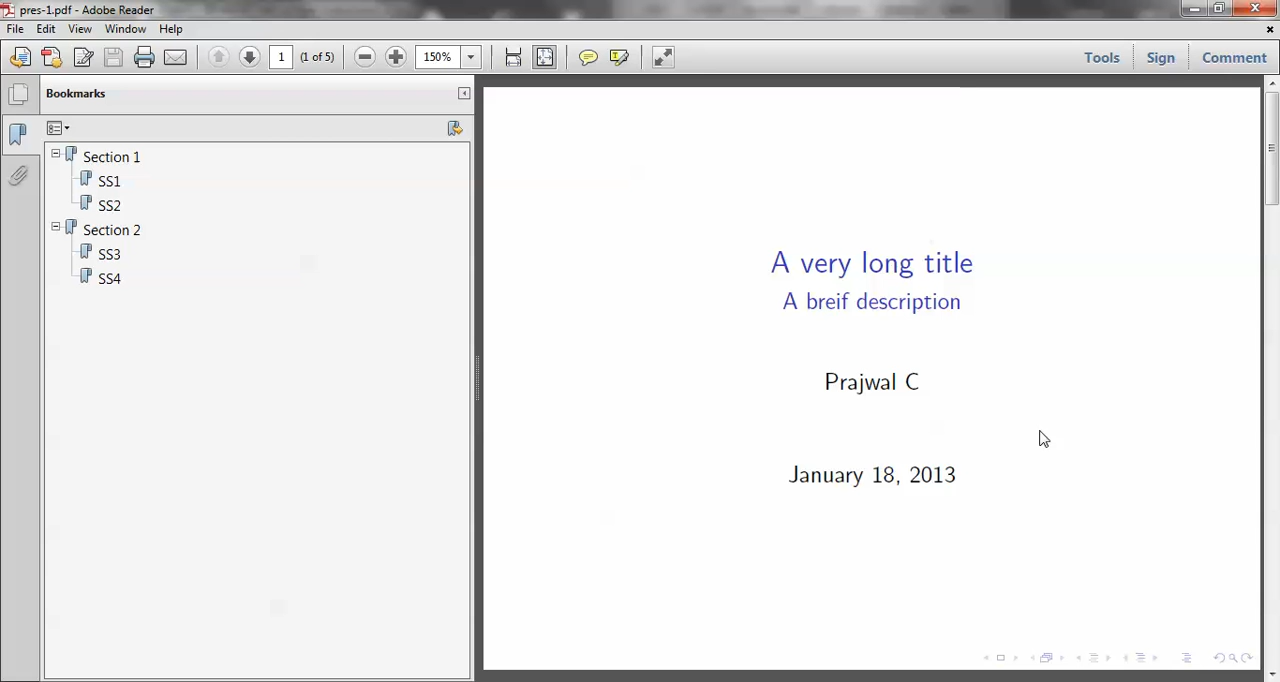 pres-1.pdf - Adobe Reader
File Edit View Window Help
1 (1 of 5) 150% Tools Sign Comment
Bookmarks
Section 1
SS1
SS2
Section 2
SS3
SS4
A very long title
A breif description
Prajwal C
January 18, 2013